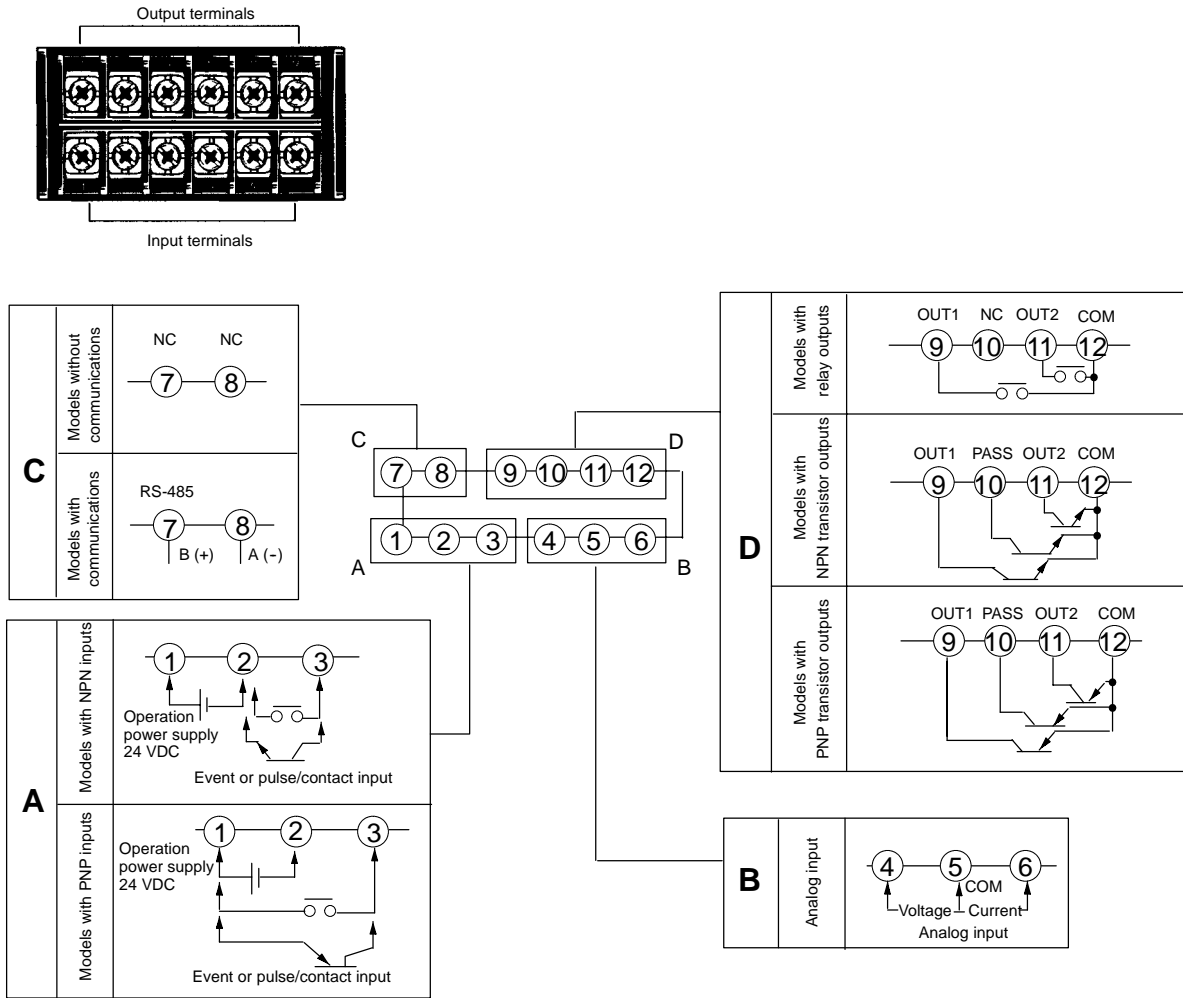 Output terminals
Input terminals
C
Models without
communications
NC NC
7 8
Models with
communications
RS-485
7 8
B (+) A (−)
C D
7 8 9 10 11 12
1 2 3 4 5 6
A B
D
Models with
relay outputs
OUT1 NC OUT2 COM
9 10 11 12
Models with
NPN transistor outputs
OUT1 PASS OUT2 COM
9 10 11 12
Models with
PNP transistor outputs
OUT1 PASS OUT2 COM
9 10 11 12
A
Models with NPN inputs
1 2 3
Operation
power supply
24 VDC
Event or pulse/contact input
Models with PNP inputs
1 2 3
Operation
power supply
24 VDC
Event or pulse/contact input
B
Analog input
4 5 6
COM
Voltage Current
Analog input